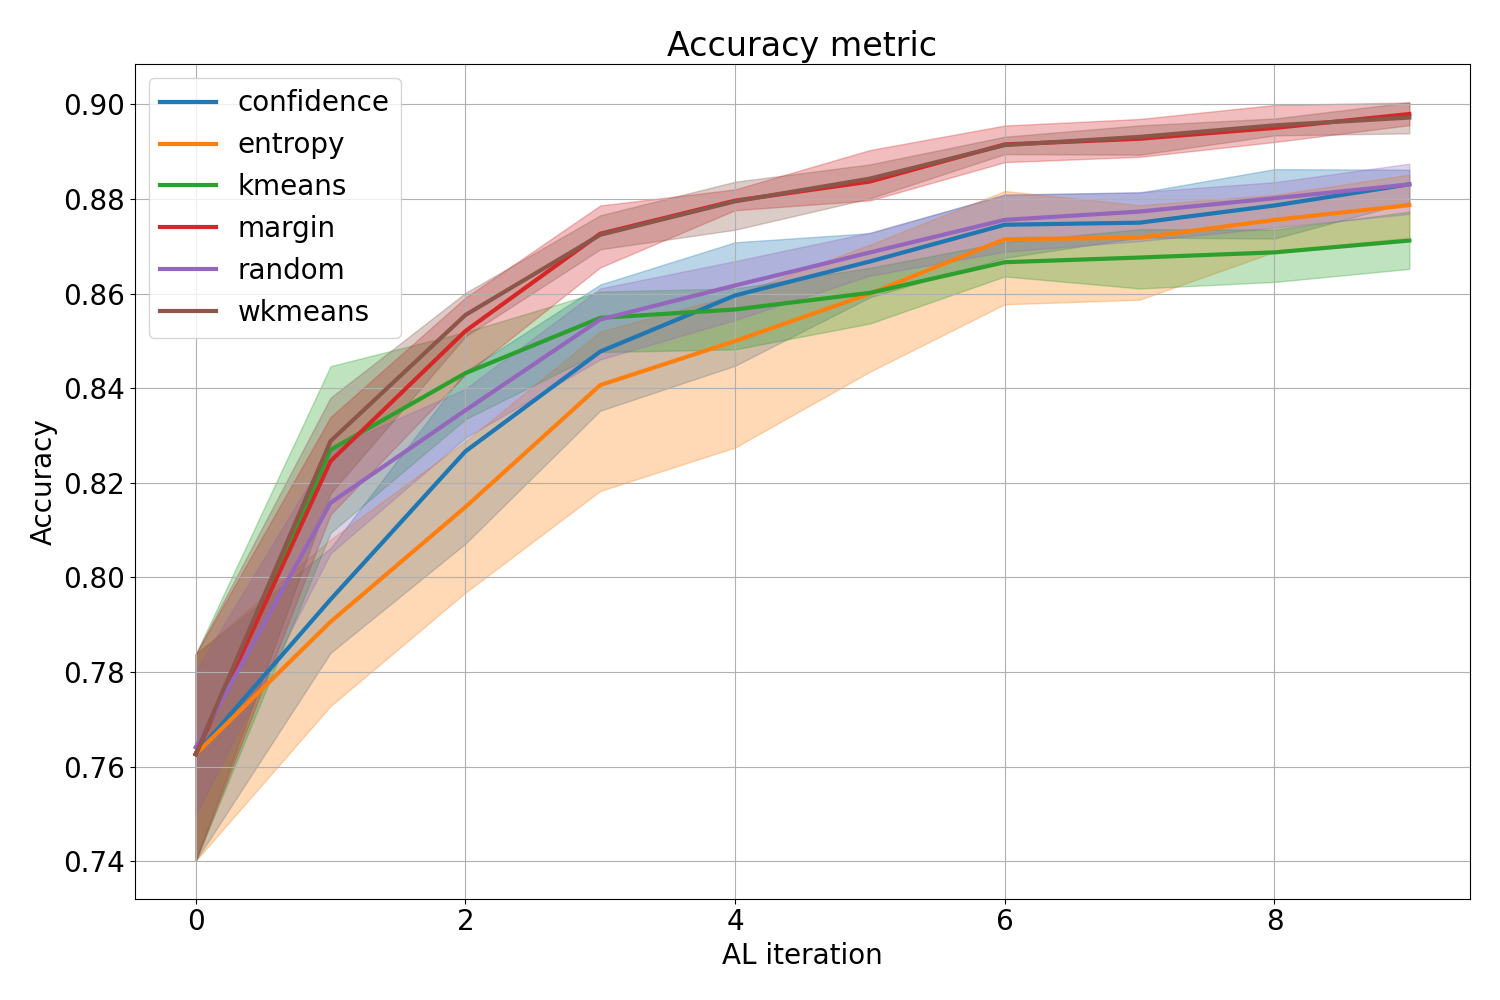 Accuracy metric
confidence
entropy
kmeans
margin
random
wkmeans
Accuracy
0.90
0.88
0.86
0.84
0.82
0.80
0.78
0.76
0.74
0 2 4 6 8
AL iteration